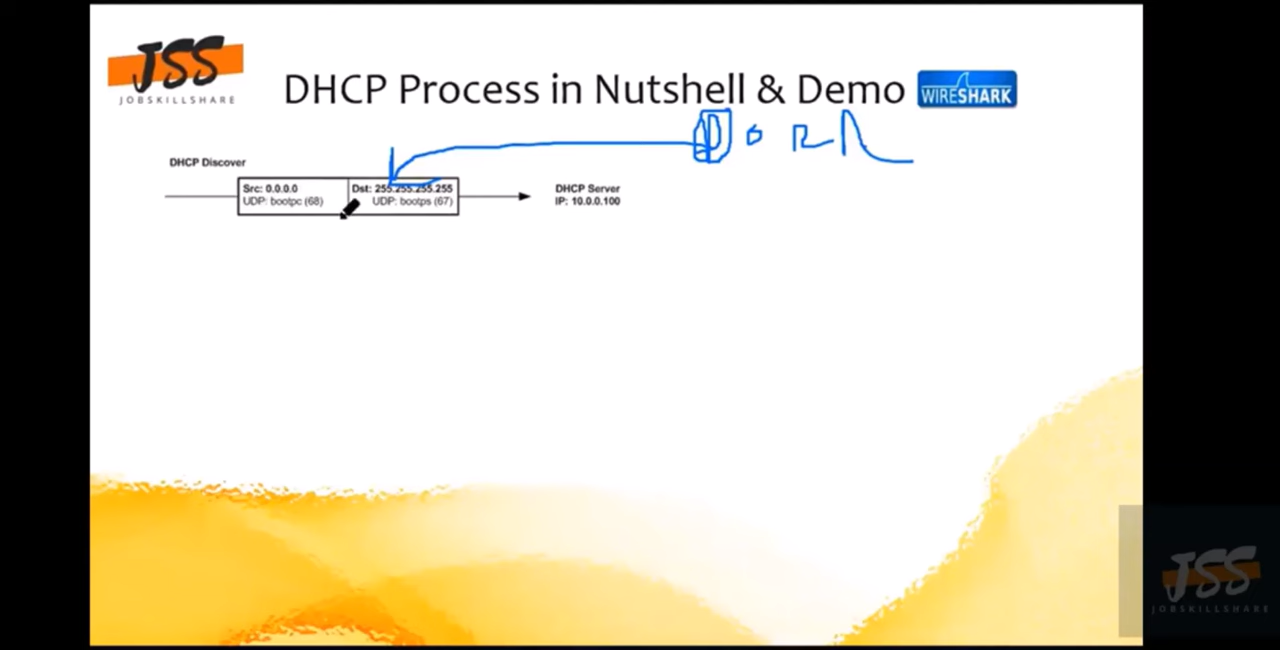 JSS
JOBSKILLSHARE
DHCP Process in Nutshell & Demo
WIRESHARK
D O R A
DHCP Discover
Src: 0.0.0.0
UDP: bootpc (68)
Dst: 255.255.255.255
UDP: bootps (67)
DHCP Server
IP: 10.0.0.100
JSS
JOBSKILLSHARE